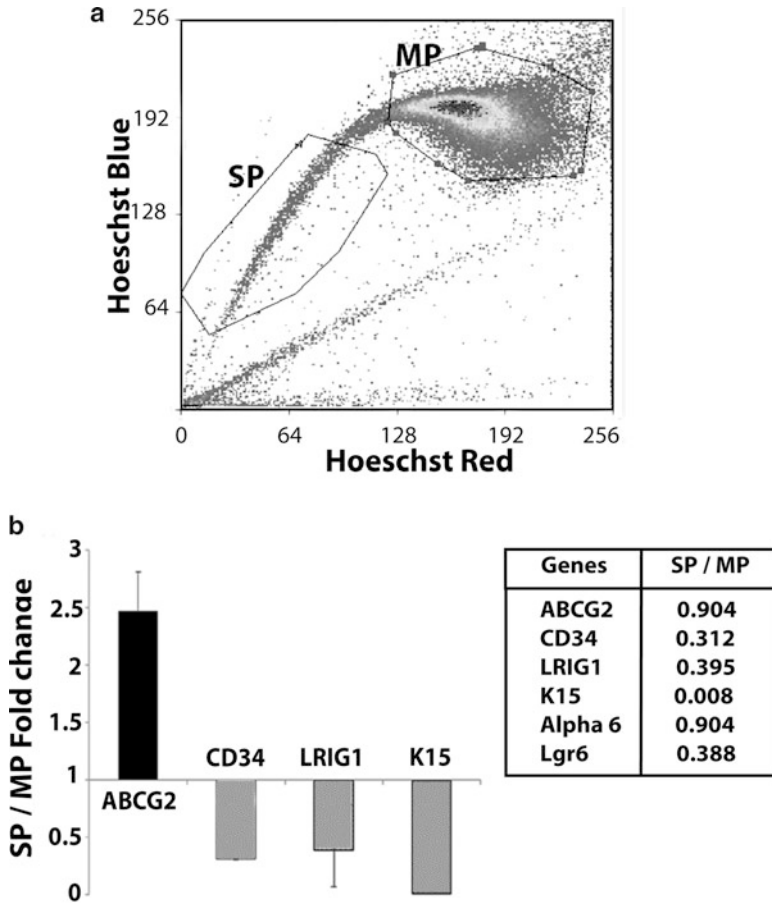 a
256
192
128
64
Hoeschst Blue
SP
MP
0 64 128 192 256
Hoeschst Red
b
3
2.5
2
1.5
1
0.5
0
SP / MP Fold change
ABCG2
CD34
LRIG1
K15
Genes SP / MP
ABCG2 0.904
CD34 0.312
LRIG1 0.395
K15 0.008
Alpha 6 0.904
Lgr6 0.388